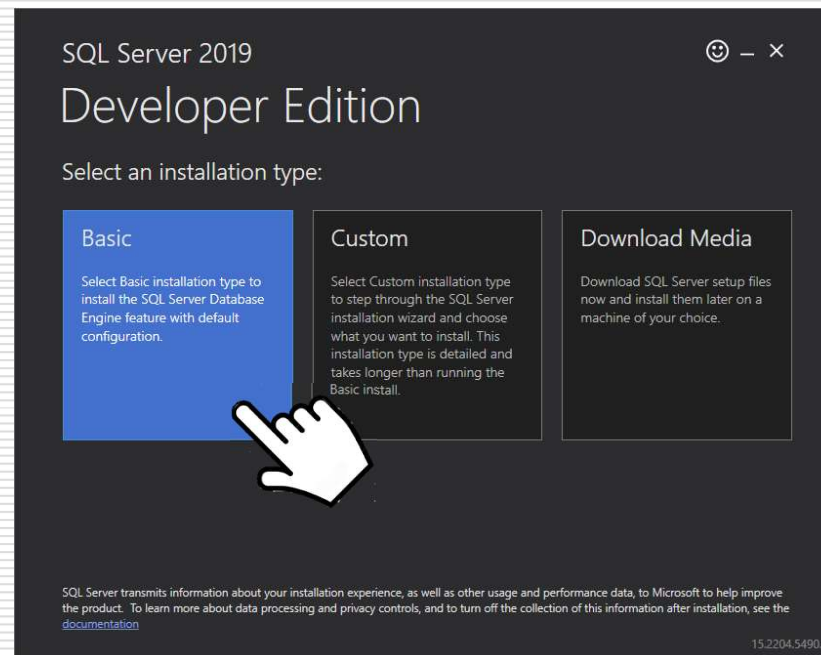 SQL Server 2019
Developer Edition
Select an installation type:
Basic
Select Basic installation type to
install the SQL Server Database
Engine feature with default
configuration.
Custom
Select Custom installation type
to step through the SQL Server
installation wizard and choose
what you want to install. This
installation type is detailed and
takes longer than running the
Basic install.
Download Media
Download SQL Server setup files
now and install them later on a
machine of your choice.
SQL Server transmits information about your installation experience, as well as other usage and performance data, to Microsoft to help improve
the product. To learn more about data processing and privacy controls, and to turn off the collection of this information after installation, see the
documentation
15.2204.5490.